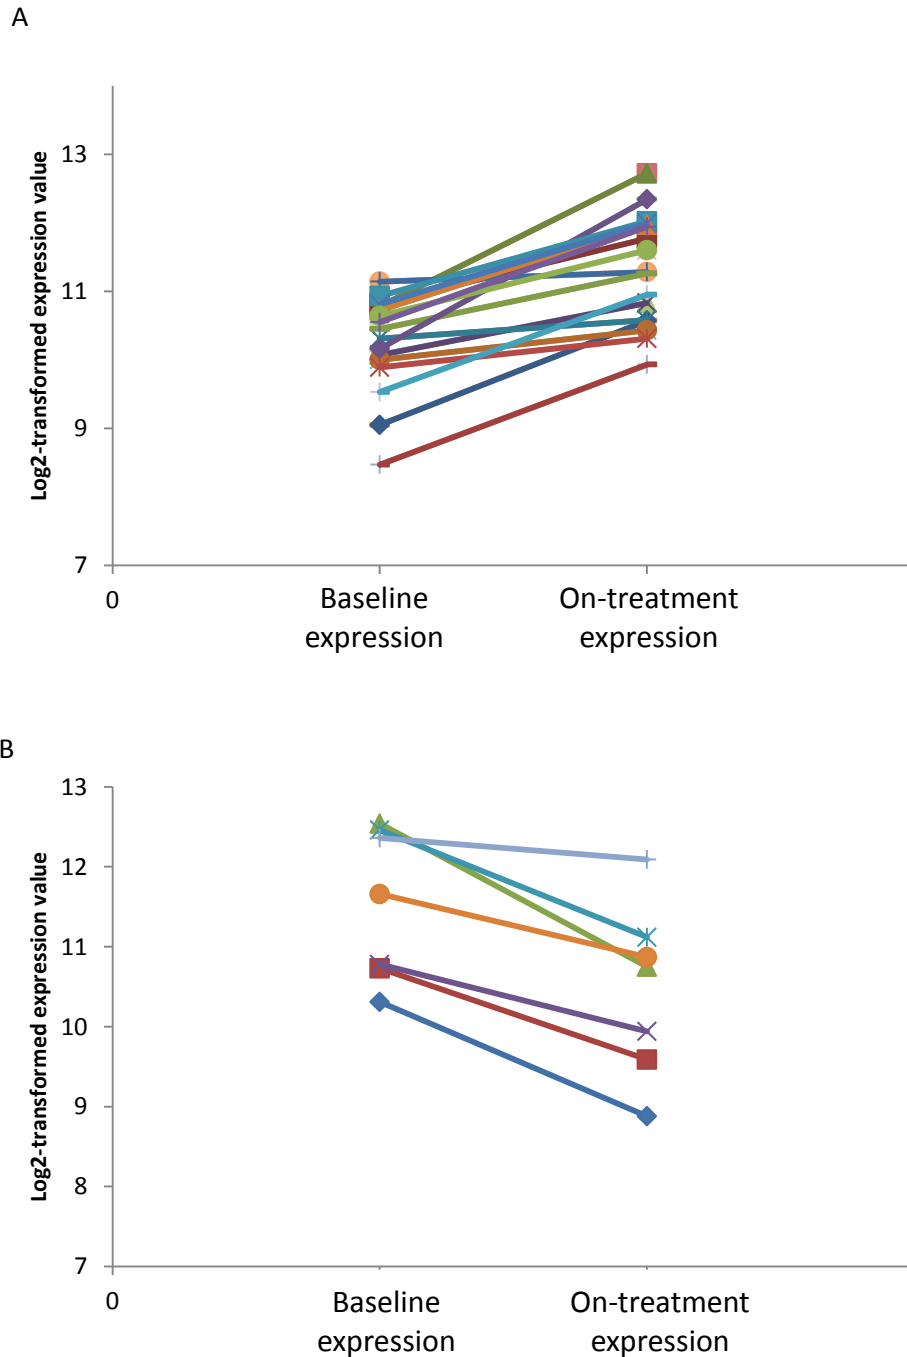 A
Log2-transformed expression value
13
11
9
7
0
Baseline
expression
On-treatment
expression
B
Log2-transformed expression value
13
12
11
10
9
8
7
0
Baseline
expression
On-treatment
expression